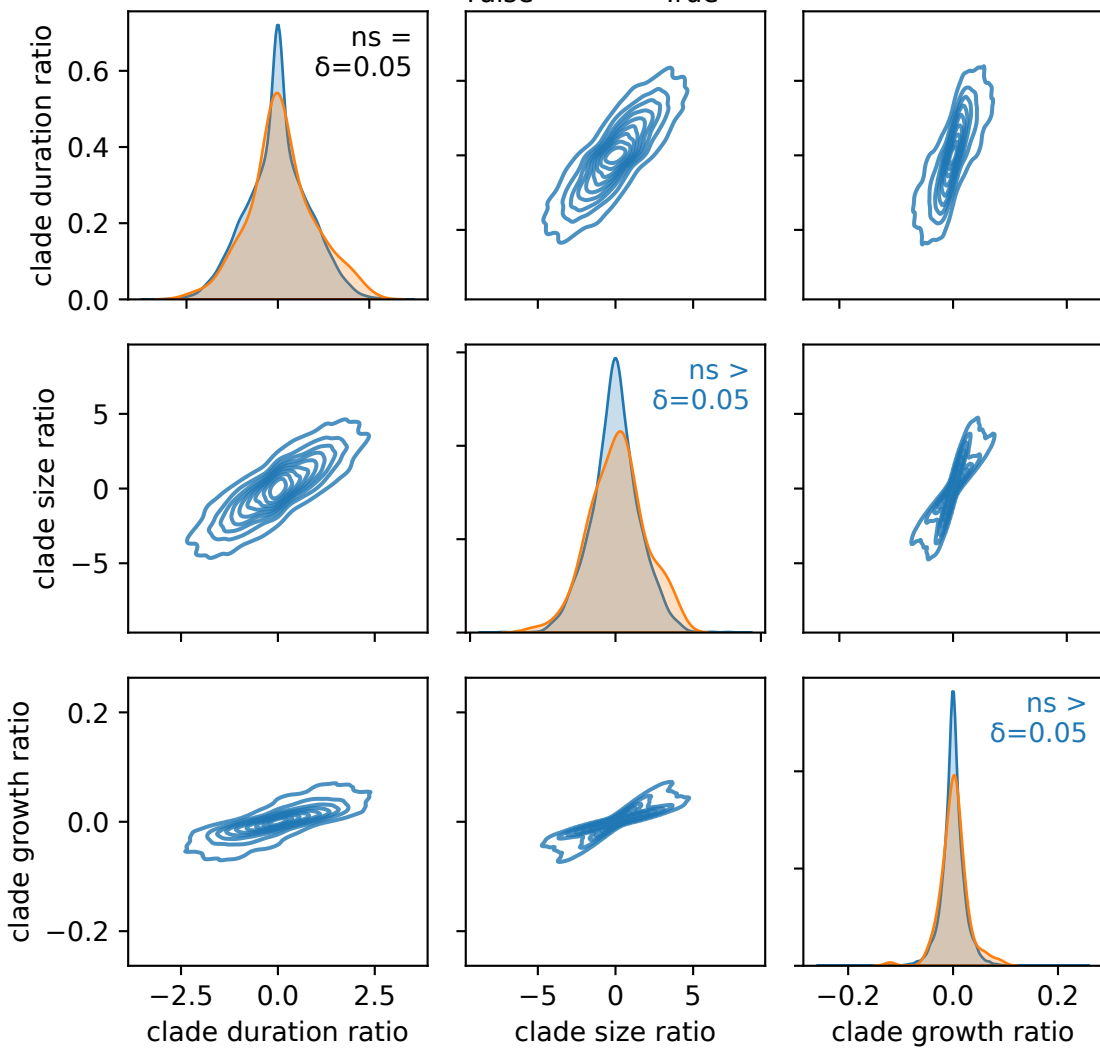 ns =
δ=0.05
clade duration ratio
0.6
0.4
0.2
0.0
ns >
δ=0.05
clade size ratio
5
0
−5
ns >
δ=0.05
clade growth ratio
0.2
0.0
−0.2
−2.5 0.0 2.5
−5 0 5
−0.2 0.0 0.2
clade duration ratio
clade size ratio
clade growth ratio